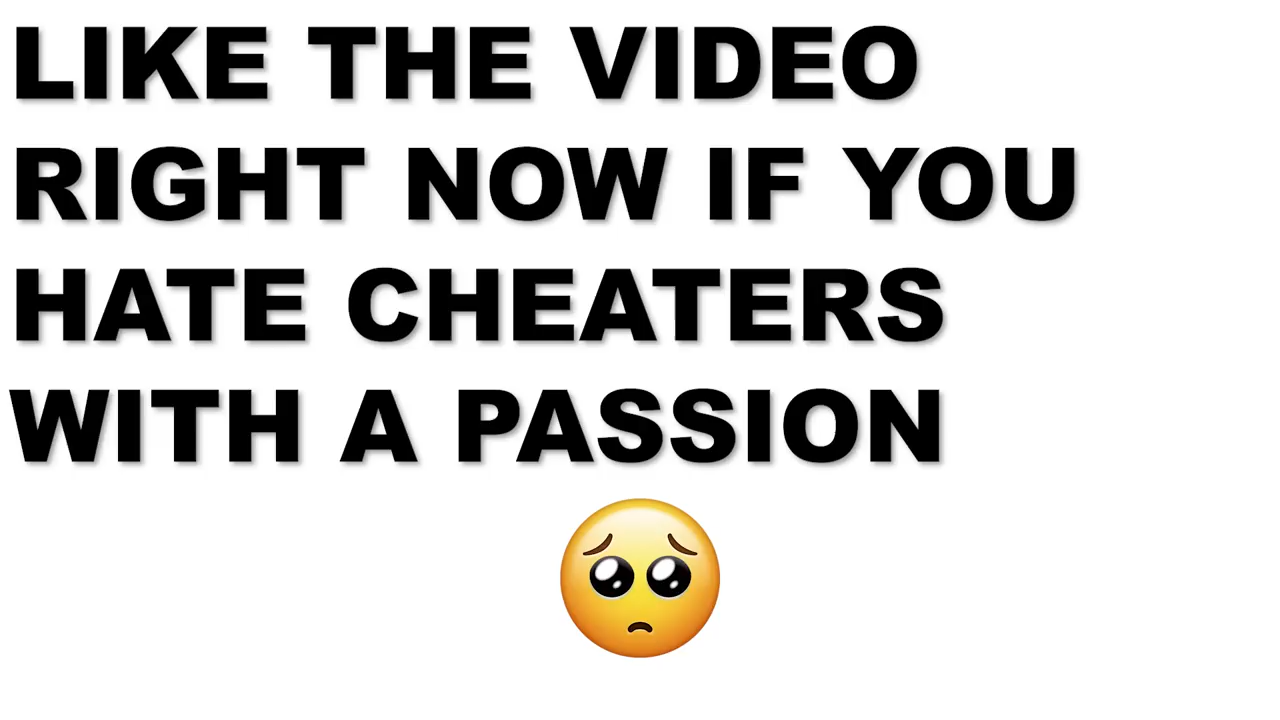 LIKE THE VIDEO
RIGHT NOW IF YOU
HATE CHEATERS
WITH A PASSION